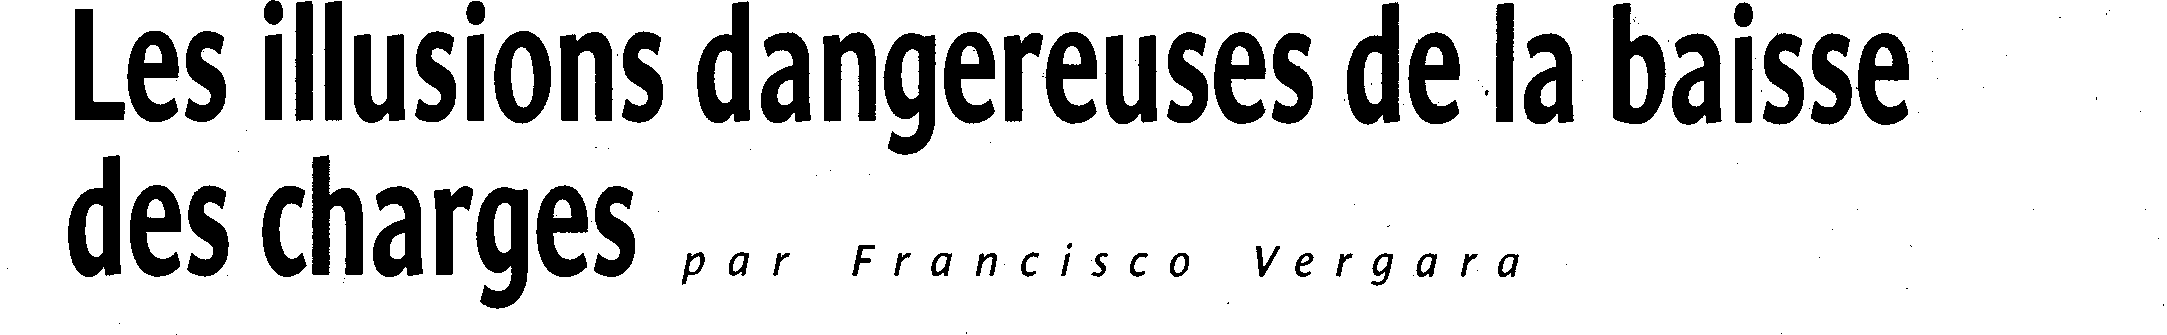 Les illusions dangereuses de la baisse
des charges par Francisco Vergara